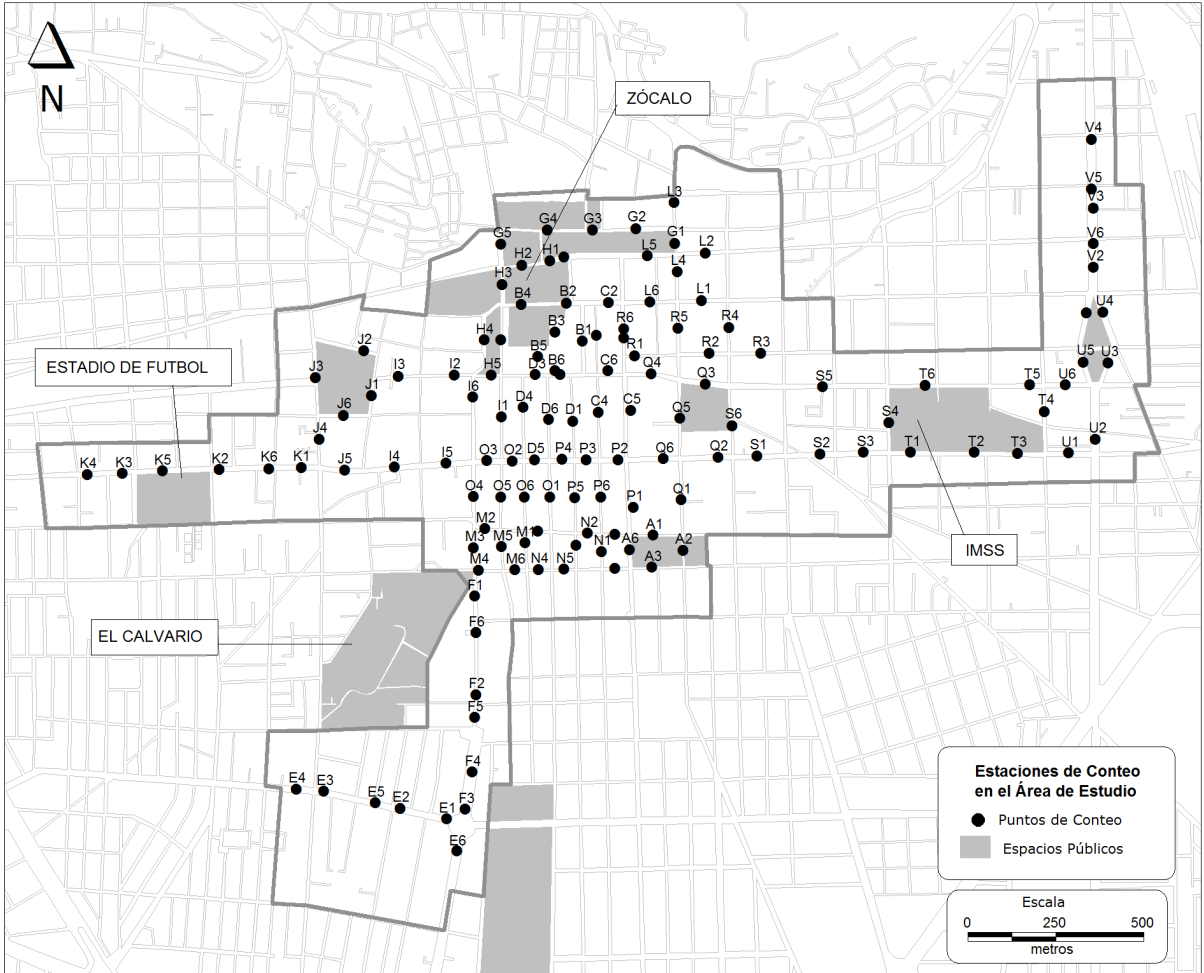 N
ZÓCALO
V4
V5
V3
V6
V2
U4
U5 U3
L3
G4 G3 G2
G5 G1
H2 H1 L5 L2
H3 L4
B4 B2 C2 L6 L1
B3 B1 R6 R5 R4
H4 B5 R1 R2 R3
J2
ESTADIO DE FUTBOL
J3 I3 I2 H5 D3 B6 C6 Q4 Q3 S5 T6 T5 U6
J1 I6
J6 I1 D4 D6 D1 C4 C5 Q5 S6 S4 T4
J4 U2
K4 K3 K5 K2 K6 K1 J5 I4 I5 O3 O2 D5 P4 P3 P2 Q6 Q2 S1 S2 S3 T1 T2 T3 U1
O4 O5 O6 O1 P5 P6 P1 Q1
M2 M1 N2 A1
M3 M5 N1 A6 A2
M4 M6 N4 N5 A3
IMSS
F1
EL CALVARIO
F6
F2
F5
F4
E4 E3 E5 E2 E1 F3
E6
Estaciones de Conteo
en el Área de Estudio
Puntos de Conteo
Espacios Públicos
Escala
0 250 500
metros